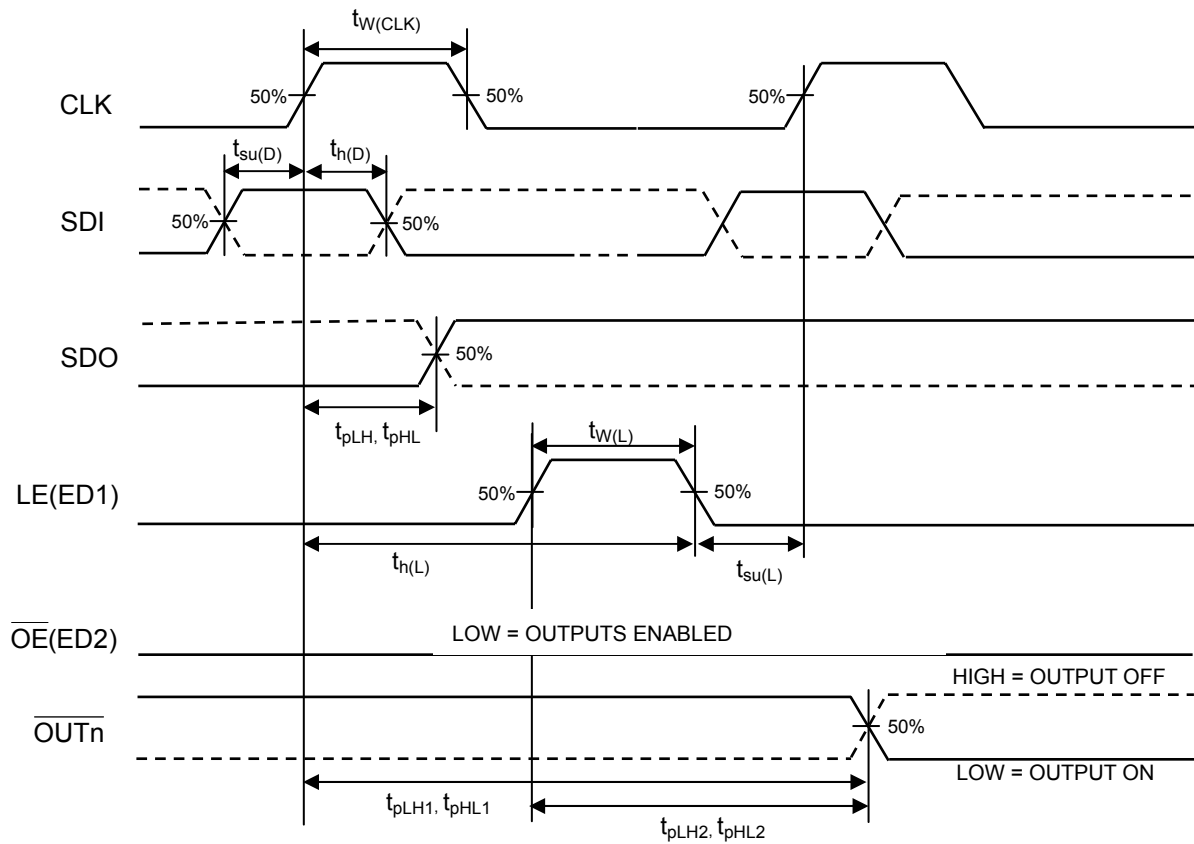 tW(CLK)
CLK
50%
50%
50%
tsu(D)
th(D)
SDI
50%
50%
SDO
50%
tpLH, tpHL
tW(L)
LE(ED1)
50%
50%
th(L)
tsu(L)
OE(ED2)
LOW = OUTPUTS ENABLED
HIGH = OUTPUT OFF
OUTn
50%
LOW = OUTPUT ON
tpLH1, tpHL1
tpLH2, tpHL2